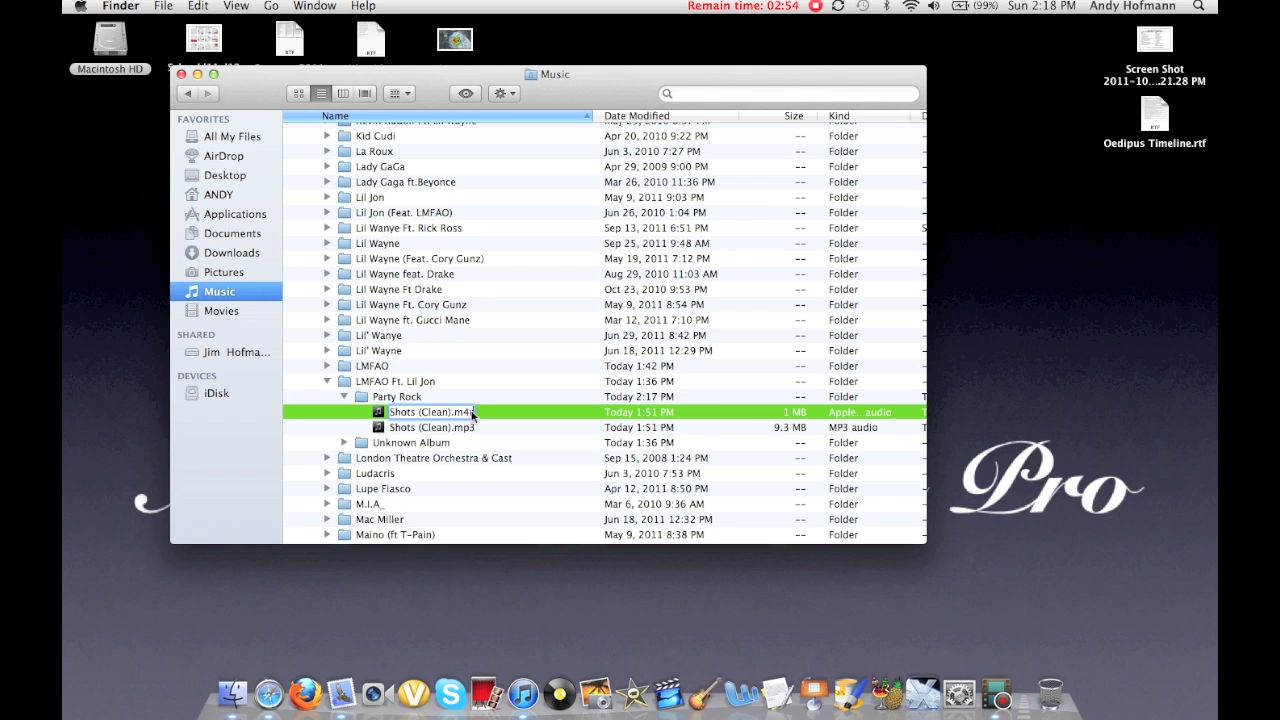 Finder File Edit View Go Window Help Remain time: 02:54 (99%) Sun 2:18 PM Andy Hofmann
Macintosh HD
RTF
RTF
Screen Shot
2011-10...21.28 PM
RTF
Oedipus Timeline.rtf
Music
FAVORITES
All My Files
AirDrop
Desktop
ANDY
Applications
Documents
Downloads
Pictures
Music
Movies
SHARED
Jim Hofma...
DEVICES
iDisk
Name Date Modified Size Kind
Kid Cudi Apr 20, 2010 9:22 PM -- Folder
La Roux Jun 3, 2010 7:27 PM -- Folder
Lady GaGa Apr 29, 2009 9:00 PM -- Folder
Lady Gaga ft.Beyonce Mar 26, 2010 11:36 PM -- Folder
Lil Jon May 9, 2011 9:03 PM -- Folder
Lil Jon (Feat. LMFAO) Jun 26, 2010 1:04 PM -- Folder
Lil Wanye Ft. Rick Ross Sep 13, 2011 6:51 PM -- Folder
Lil Wayne Sep 25, 2011 9:48 AM -- Folder
Lil Wayne (Feat. Cory Gunz) May 19, 2011 7:12 PM -- Folder
Lil Wayne feat. Drake Aug 29, 2010 11:03 AM -- Folder
Lil Wayne Ft Drake Oct 23, 2010 9:53 PM -- Folder
Lil Wayne Ft. Cory Gunz May 9, 2011 8:54 PM -- Folder
Lil Wayne ft. Gucci Mane Mar 12, 2011 7:10 PM -- Folder
Lil' Wanye Jun 29, 2011 8:42 PM -- Folder
Lil' Wayne Jun 18, 2011 12:29 PM -- Folder
LMFAO Today 1:42 PM -- Folder
LMFAO Ft. Lil Jon Today 1:36 PM -- Folder
Party Rock Today 2:17 PM -- Folder
Shots (Clean).m4r Today 1:51 PM 1 MB Apple...audio
Shots (Clean).mp3 Today 1:51 PM 9.3 MB MP3 audio
Unknown Album Today 1:36 PM -- Folder
London Theatre Orchestra & Cast Sep 15, 2008 1:24 PM -- Folder
Ludacris Jun 3, 2010 7:53 PM -- Folder
Lupe Fiasco Apr 12, 2011 8:50 PM -- Folder
M.I.A_ Mar 6, 2010 9:36 AM -- Folder
Mac Miller Jun 18, 2011 12:32 PM -- Folder
Maino (ft T-Pain) May 9, 2011 8:38 PM -- Folder
Pro